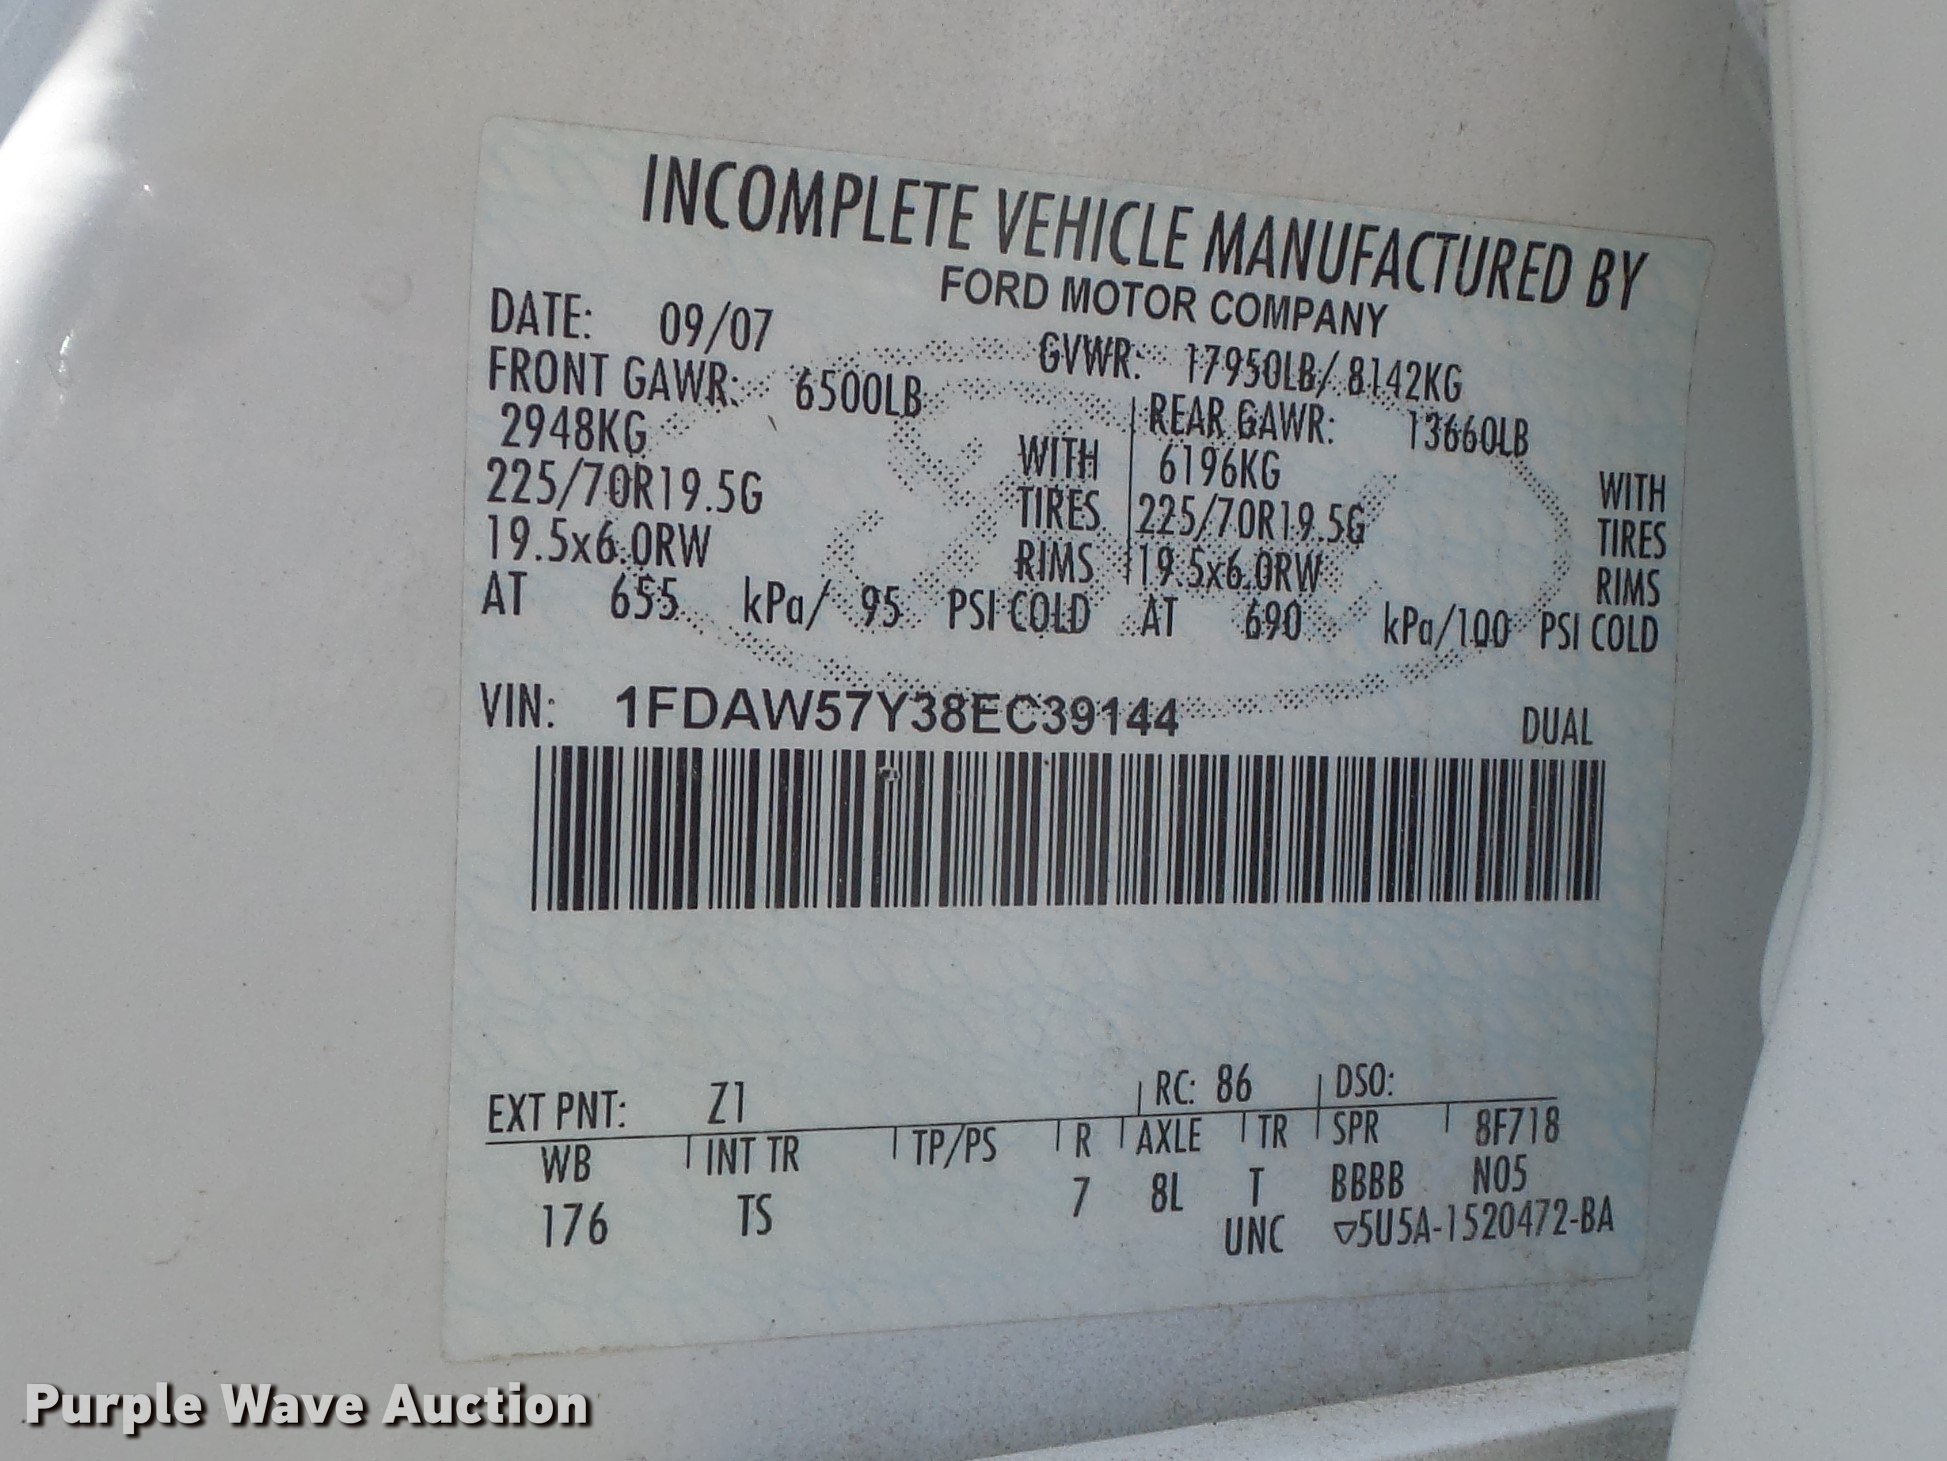 INCOMPLETE VEHICLE MANUFACTURED BY
FORD MOTOR COMPANY
DATE: 09/07 GVWR: 17950LB/ 8142KG
FRONT GAWR: 6500LB REAR GAWR: 13660LB
2948KG WITH 6196KG WITH
225/70R19.5G TIRES 225/70R19.5G TIRES
19.5x6.0RW RIMS 19.5x6.0RW RIMS
AT 655 kPa/ 95 PSI COLD AT 690 kPa/100 PSI COLD
VIN: 1FDAW57Y38EC39144 DUAL
EXT PNT: Z1 RC: 86 DSO:
WB INT TR TP/PS R AXLE TR SPR 8F718
176 TS 7 8L T BBBB N05
UNC ▽5U5A-1520472-BA
Purple Wave Auction